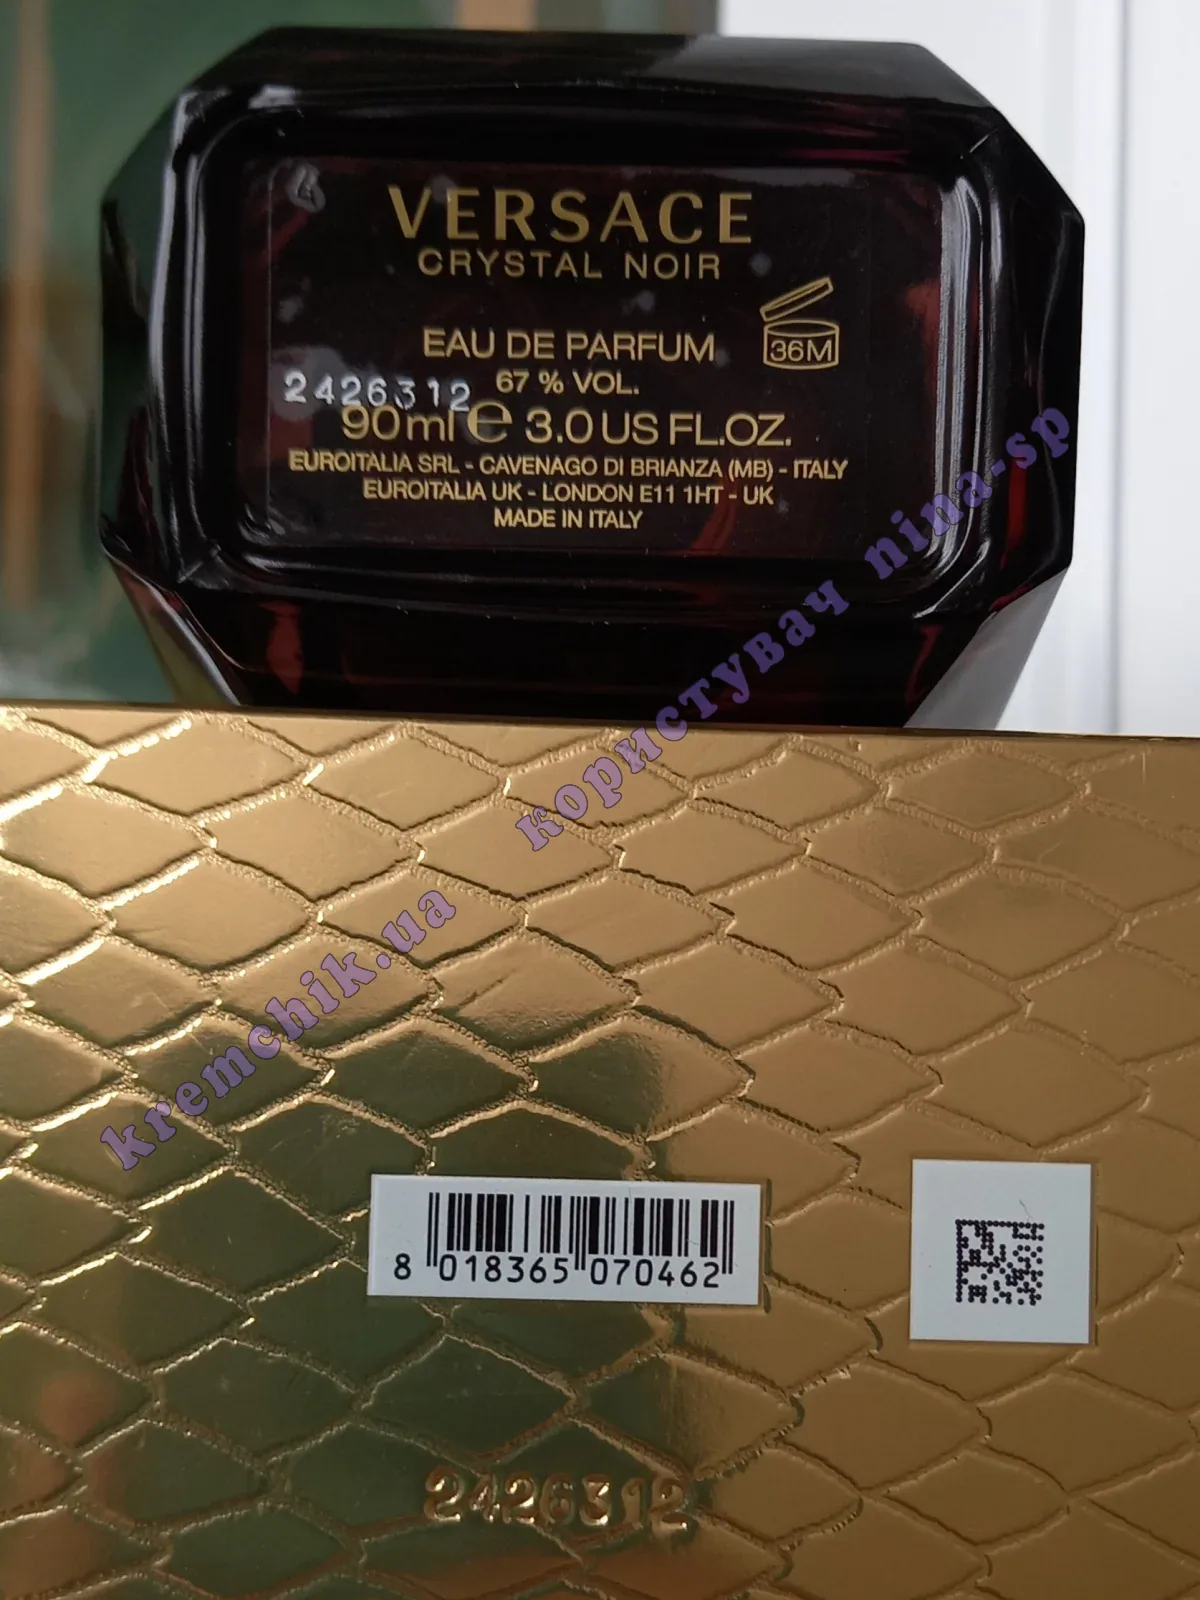 VERSACE
CRYSTAL NOIR
36M
EAU DE PARFUM
67 % VOL.
2426312
90ml e 3.0 US FL.OZ.
EUROITALIA SRL - CAVENAGO DI BRIANZA (MB) - ITALY
EUROITALIA UK - LONDON E11 1HT - UK
MADE IN ITALY
користувач nina-sp
kremchik.ua
8 018365 070462
2426312